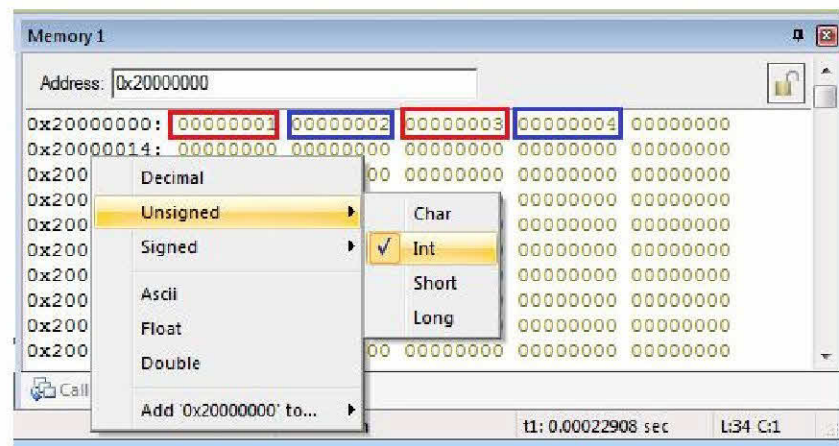 Memory 1
Address: 0x20000000
0x20000000: 00000001 00000002 00000003 00000004 00000000
0x20000014: 00000000 00000000 00000000 00000000 00000000
0x200 Decimal 00 00000000 00000000 00000000
0x200 Unsigned Char 00000000 00000000
0x200 Signed Int 00000000 00000000
0x200 00000000 00000000
0x200 Ascii Short 00000000 00000000
0x200 Float Long 00000000 00000000
0x200 Double 00 00000000 00000000 00000000
Call
Add '0x20000000' to...
t1: 0.00022908 sec L:34 C:1